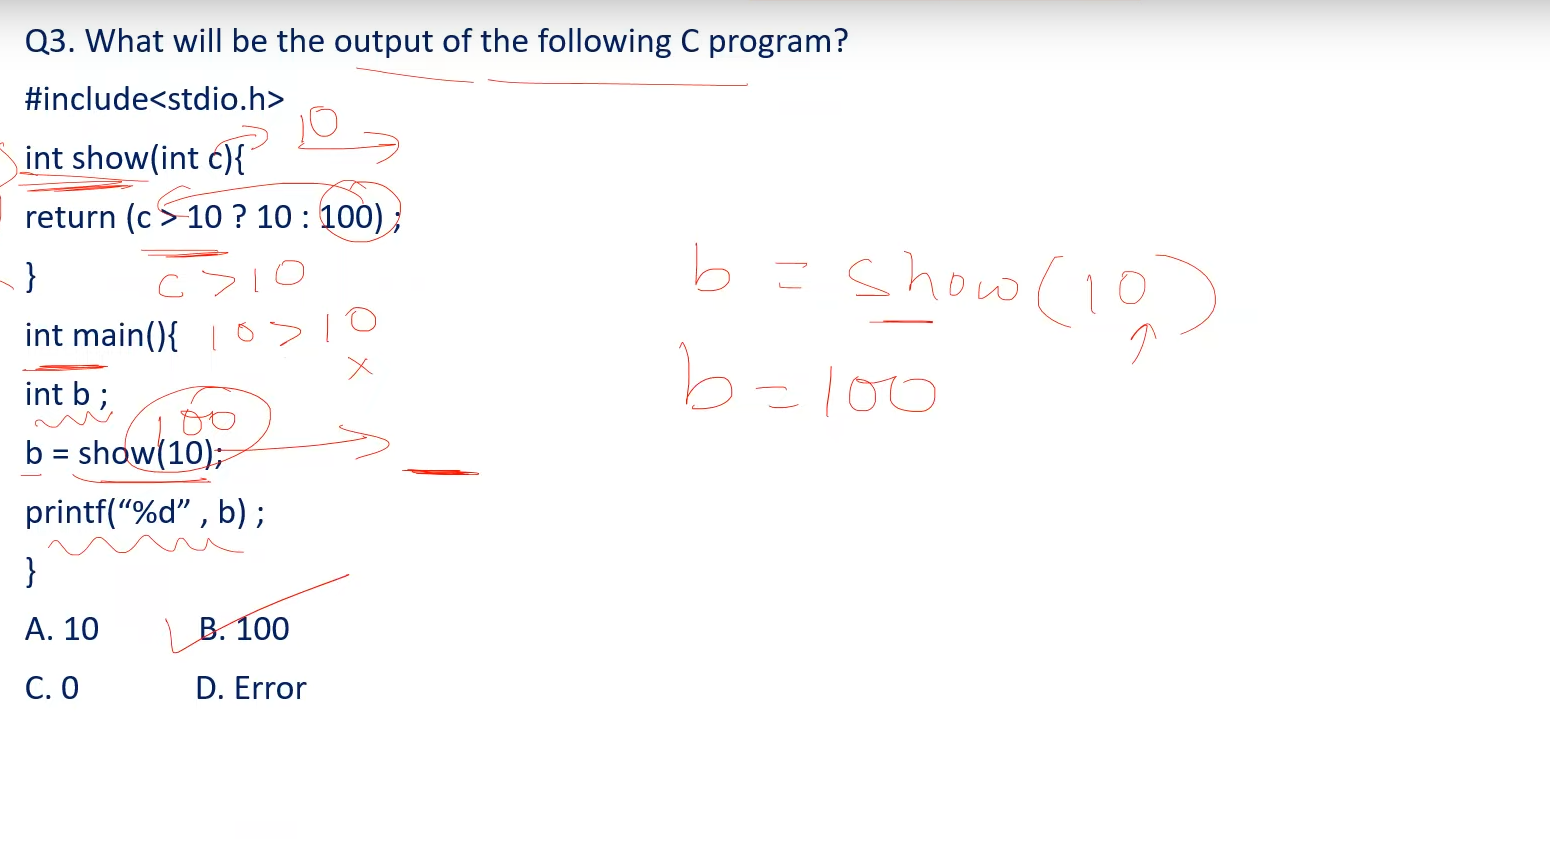 Q3. What will be the output of the following C program?
#include<stdio.h>
10
int show(int c){
return (c > 10 ? 10 : 100) ;
}
c > 10
b = show(10)
int main(){
10 > 10
x
int b ;
b = 100
100
b = show(10);
printf(“%d” , b) ;
}
A. 10 B. 100
C. 0 D. Error